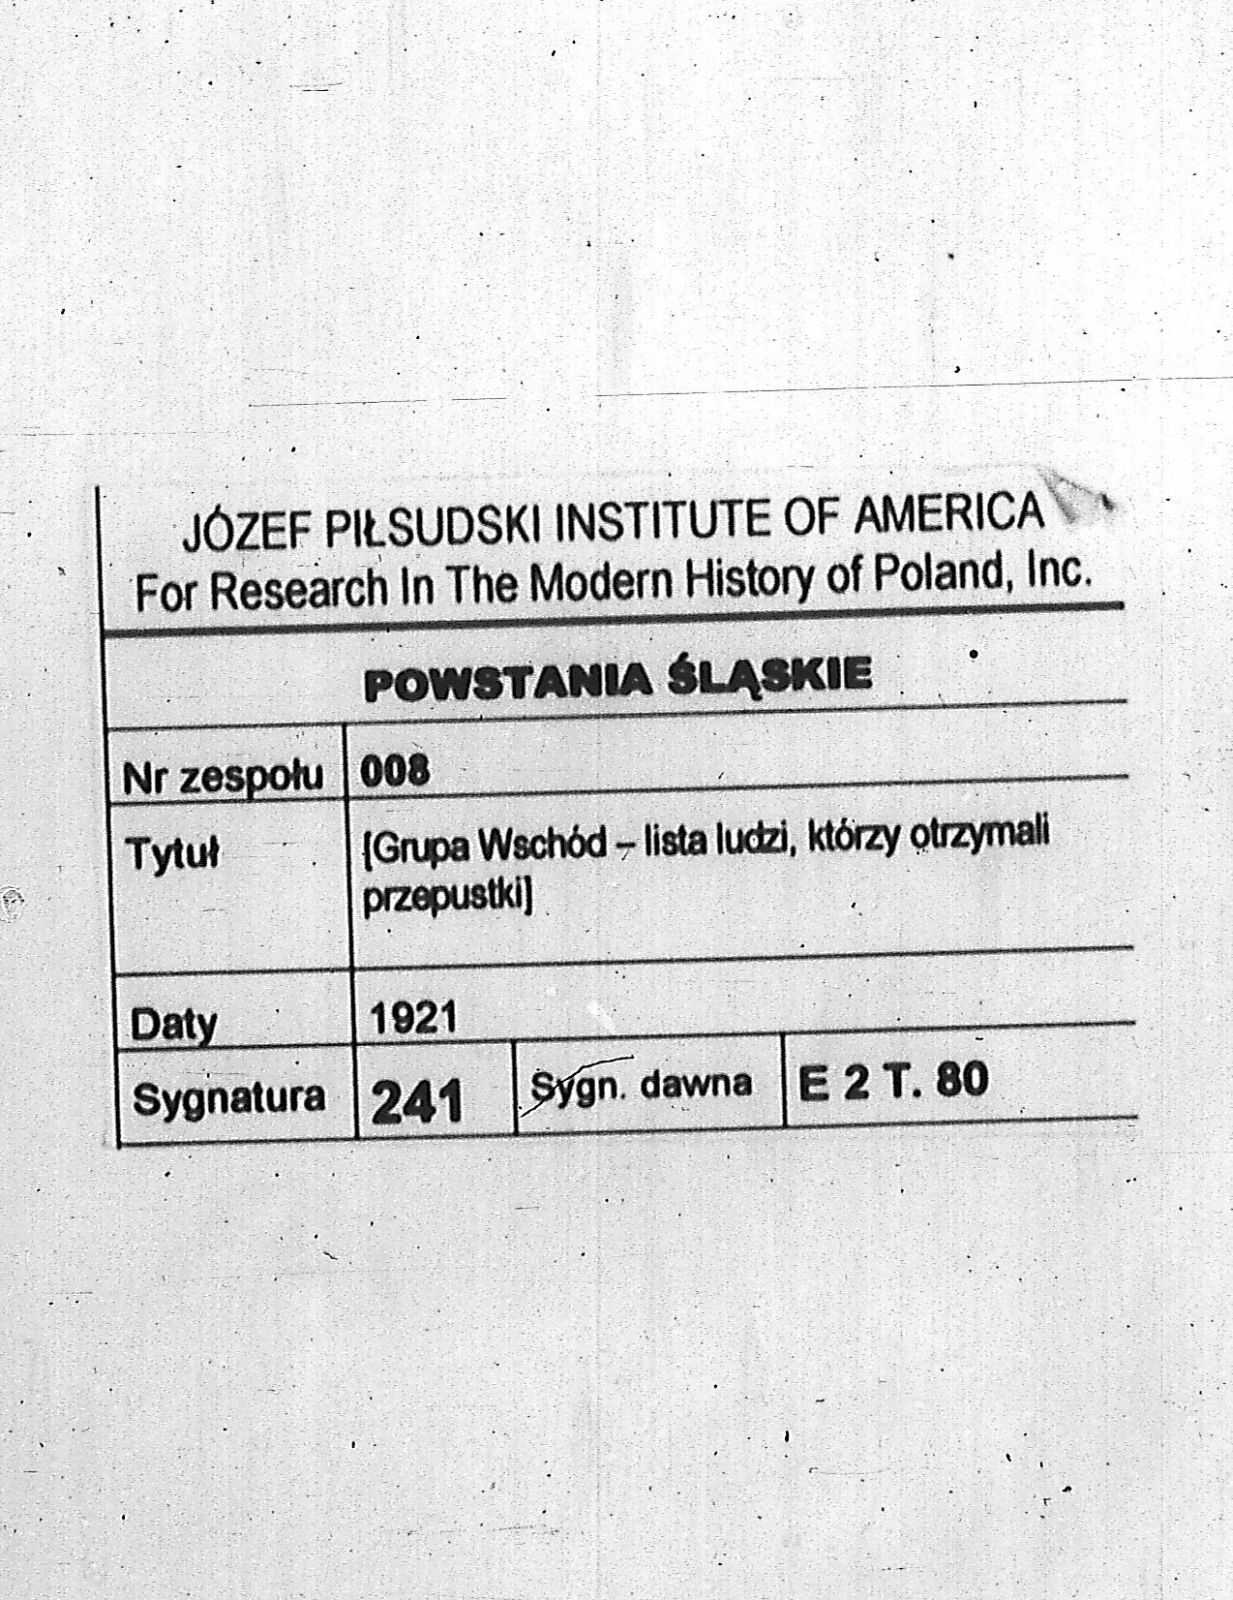 JÓZEF PIŁSUDSKI INSTITUTE OF AMERICA
For Research In The Modern History of Poland, Inc.
POWSTANIA ŚLĄSKIE
Nr zespołu 008
Tytuł [Grupa Wschód – lista ludzi, którzy otrzymali
przepustki]
Daty 1921
Sygnatura 241 Sygn. dawna E 2 T. 80